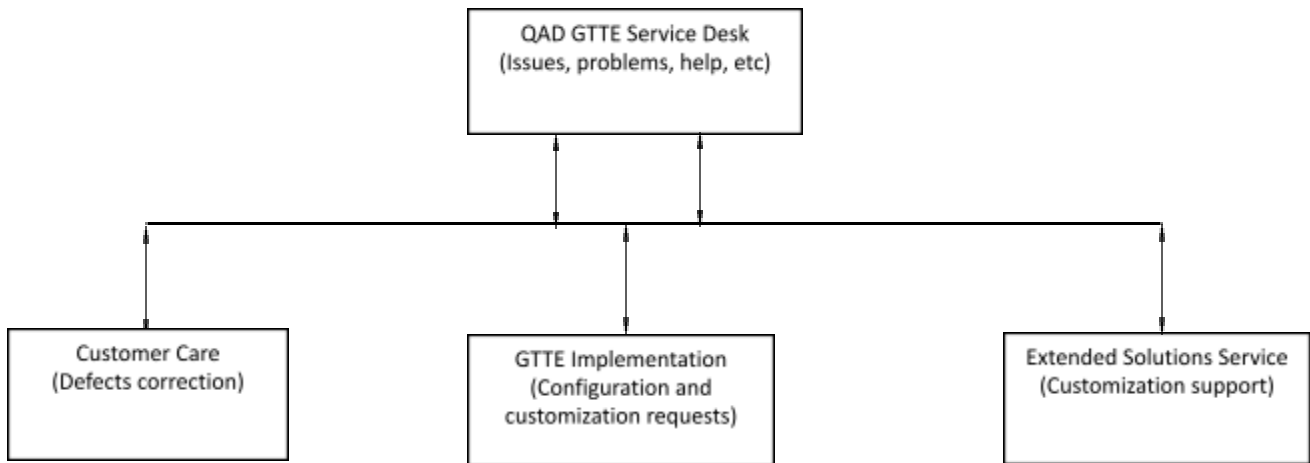 QAD GTTE Service Desk
(Issues, problems, help, etc)
Customer Care
(Defects correction)
GTTE Implementation
(Configuration and
customization requests)
Extended Solutions Service
(Customization support)